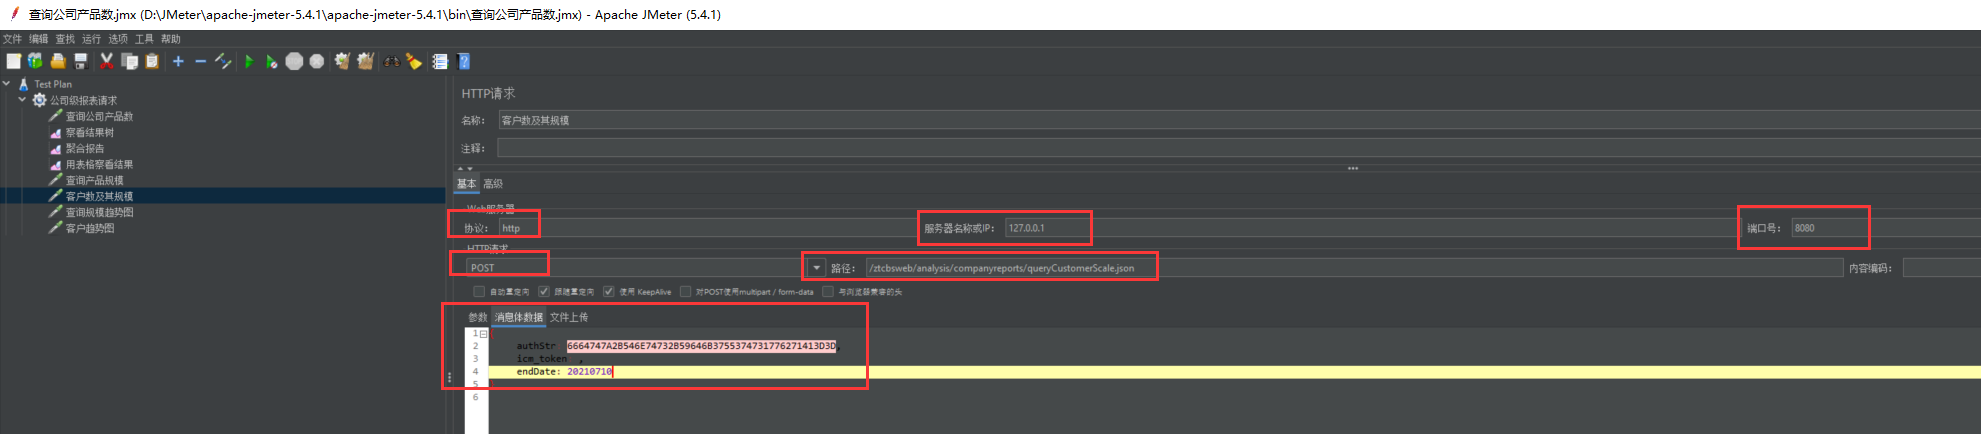 查询公司产品数.jmx (D:\JMeter\apache-jmeter-5.4.1\apache-jmeter-5.4.1\bin\查询公司产品数.jmx) - Apache JMeter (5.4.1)
文件 编辑 查找 运行 选项 工具 帮助
Test Plan
公司级报表请求
查询公司产品数
察看结果树
聚合报告
用表格察看结果
查询产品规模
客户数及其规模
查询规模趋势图
客户趋势图
HTTP请求
名称： 客户数及其规模
注释：
基本 高级
Web服务器
协议： http 服务器名称或IP： 127.0.0.1 端口号： 8080
HTTP请求
POST 路径： /ztcbsweb/analysis/companyreports/queryCustomerScale.json 内容编码：
自动重定向 跟随重定向 使用 KeepAlive 对POST使用multipart / form-data 与浏览器兼容的头
参数 消息体数据 文件上传
1
2 authStr 6664747A2B546E74732B59646B3755374731776271413D3D,
3 icm_token ,
4 endDate: 20210710
5
6